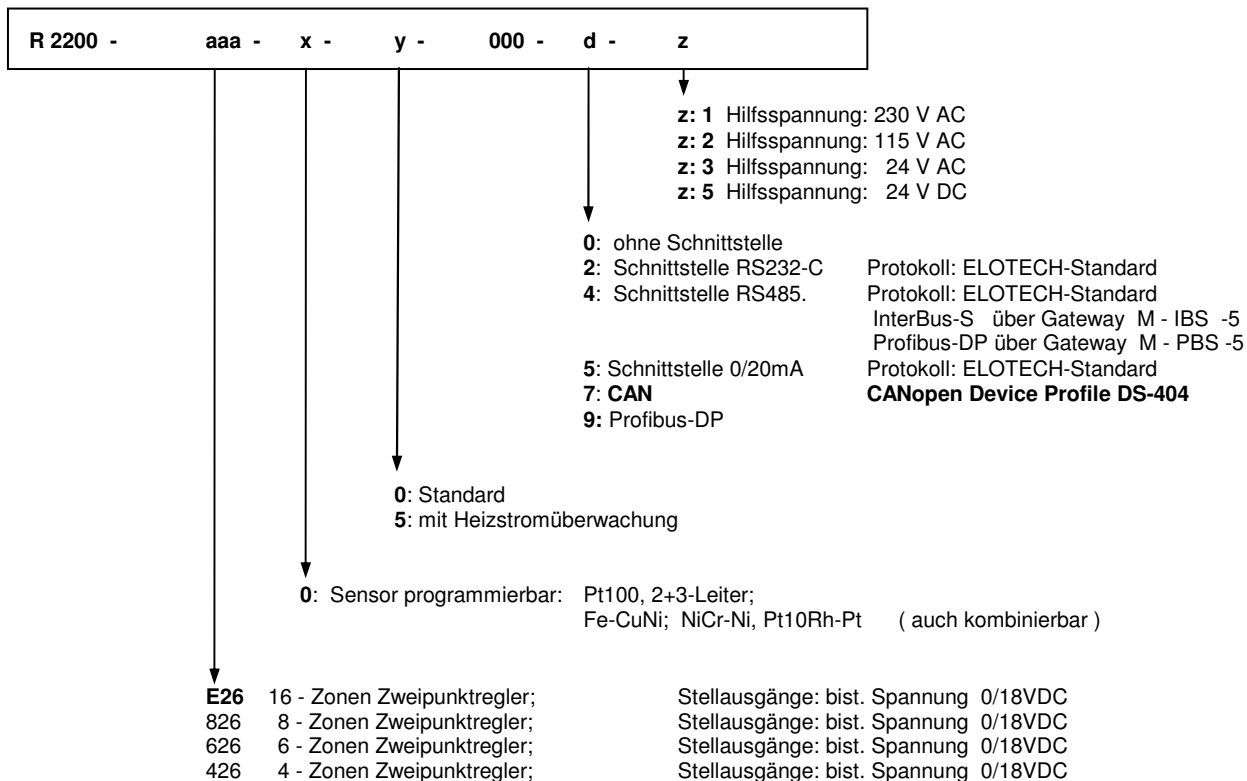 R 2200 - aaa - x - y - 000 - d - z
z: 1 Hilfsspannung: 230 V AC
z: 2 Hilfsspannung: 115 V AC
z: 3 Hilfsspannung: 24 V AC
z: 5 Hilfsspannung: 24 V DC
0: ohne Schnittstelle
2: Schnittstelle RS232-C Protokoll: ELOTECH-Standard
4: Schnittstelle RS485. Protokoll: ELOTECH-Standard
InterBus-S über Gateway M - IBS -5
Profibus-DP über Gateway M - PBS -5
5: Schnittstelle 0/20mA Protokoll: ELOTECH-Standard
7: CAN CANopen Device Profile DS-404
9: Profibus-DP
0: Standard
5: mit Heizstromüberwachung
0: Sensor programmierbar: Pt100, 2+3-Leiter;
Fe-CuNi; NiCr-Ni, Pt10Rh-Pt ( auch kombinierbar )
E26 16 - Zonen Zweipunktregler; Stellausgänge: bist. Spannung 0/18VDC
826 8 - Zonen Zweipunktregler; Stellausgänge: bist. Spannung 0/18VDC
626 6 - Zonen Zweipunktregler; Stellausgänge: bist. Spannung 0/18VDC
426 4 - Zonen Zweipunktregler; Stellausgänge: bist. Spannung 0/18VDC